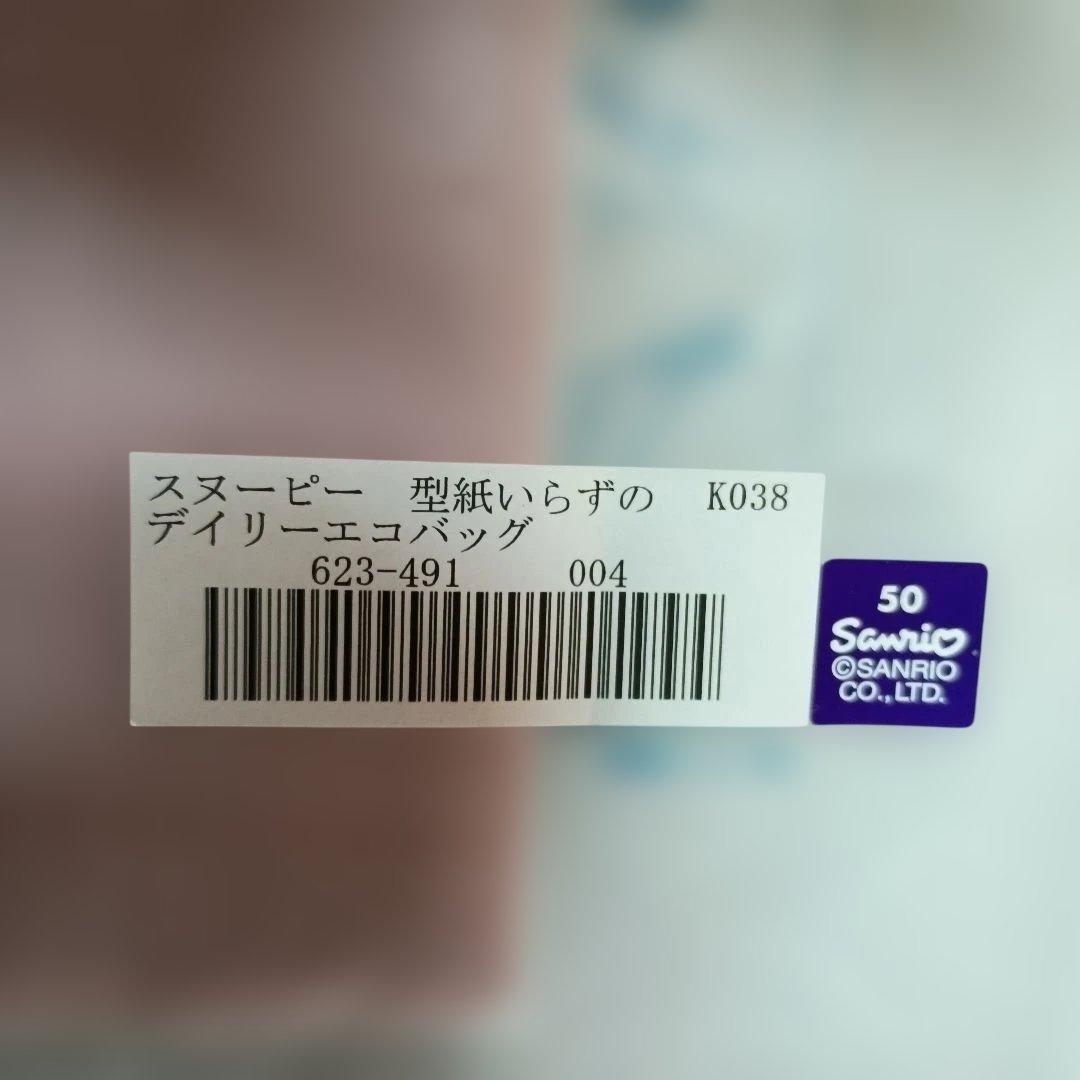 スヌーピー 型紙いらずの K038
デイリーエコバッグ
623-491 004
50
Sanrio
©SANRIO
CO.,LTD.